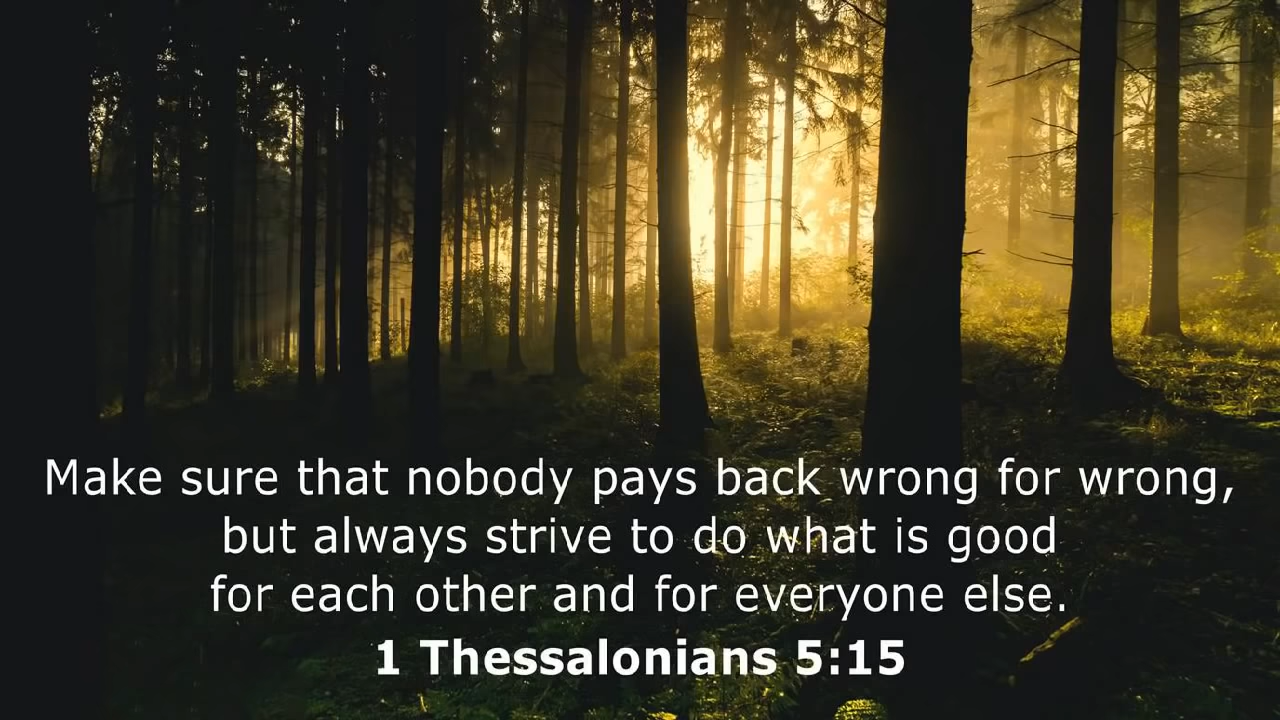 Make sure that nobody pays back wrong for wrong,
but always strive to do what is good
for each other and for everyone else.
1 Thessalonians 5:15